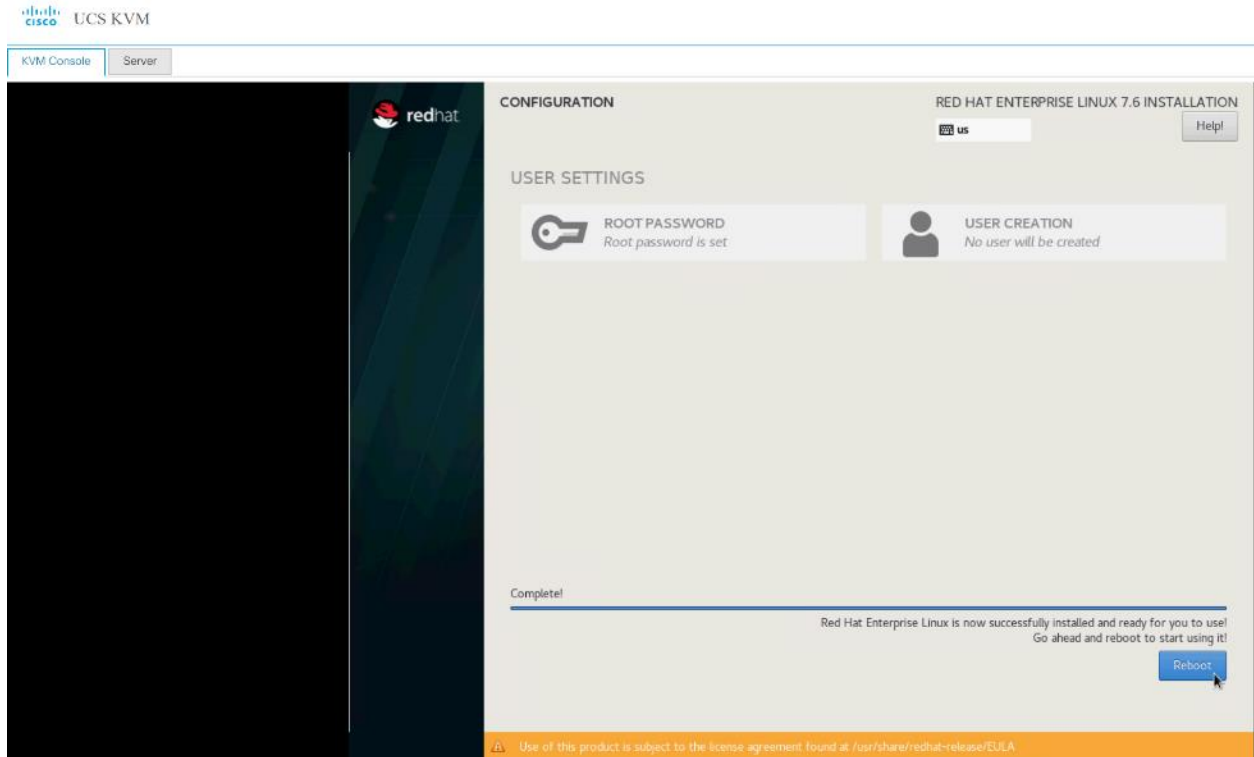 cisco UCS KVM
KVM Console Server
redhat
CONFIGURATION
RED HAT ENTERPRISE LINUX 7.6 INSTALLATION
us
Help!
USER SETTINGS
ROOT PASSWORD
Root password is set
USER CREATION
No user will be created
Complete!
Red Hat Enterprise Linux is now successfully installed and ready for you to use!
Go ahead and reboot to start using it!
Reboot
Use of this product is subject to the license agreement found at /usr/share/redhat-release/EULA